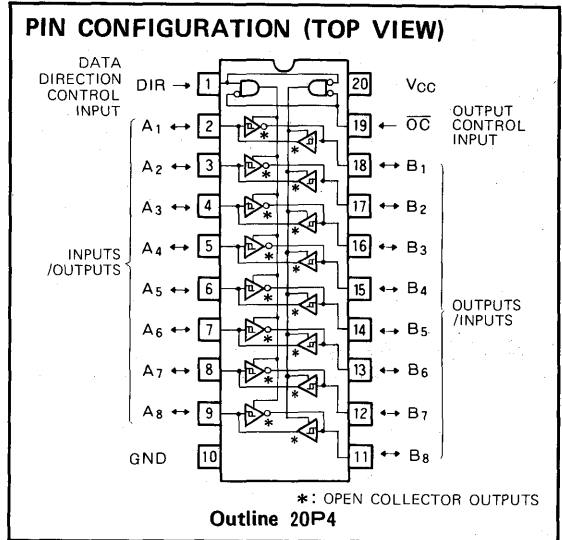 PIN CONFIGURATION (TOP VIEW)
DATA
DIRECTION
CONTROL
INPUT
DIR → 1
20 Vcc
A1 ↔ 2
19 ← OC
OUTPUT
CONTROL
INPUT
A2 ↔ 3
18 ↔ B1
A3 ↔ 4
17 ↔ B2
A4 ↔ 5
16 ↔ B3
INPUTS
/OUTPUTS
A5 ↔ 6
15 ↔ B4
OUTPUTS
/INPUTS
A6 ↔ 7
14 ↔ B5
A7 ↔ 8
13 ↔ B6
A8 ↔ 9
12 ↔ B7
GND 10
11 ↔ B8
*: OPEN COLLECTOR OUTPUTS
Outline 20P4